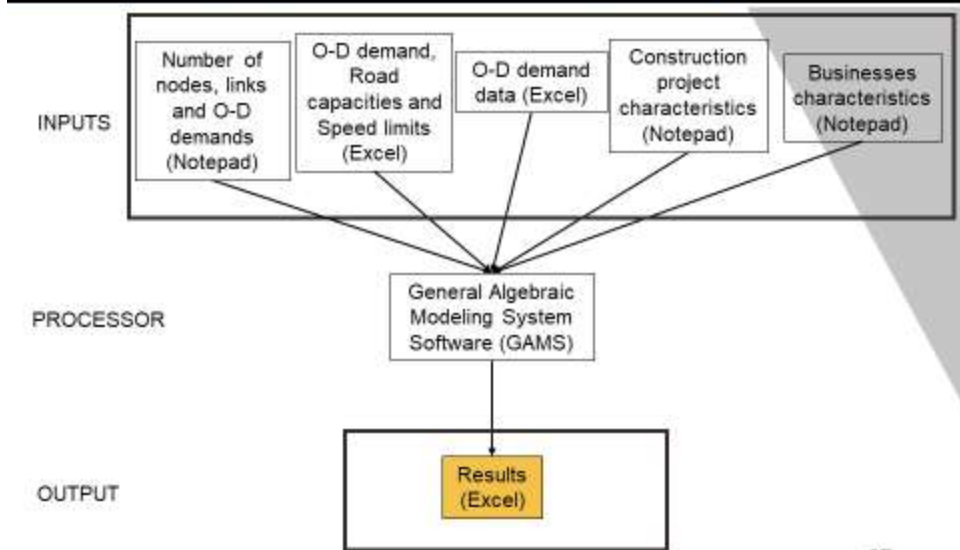 INPUTS
Number of
nodes, links
and O-D
demands
(Notepad)
O-D demand,
Road
capacities and
Speed limits
(Excel)
O-D demand
data (Excel)
Construction
project
characteristics
(Notepad)
Businesses
characteristics
(Notepad)
PROCESSOR
General Algebraic
Modeling System
Software (GAMS)
OUTPUT
Results
(Excel)